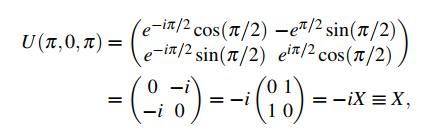 U(π,0,π) = (e^{-iπ/2} cos(π/2) −e^{π/2} sin(π/2)
e^{-iπ/2} sin(π/2) e^{iπ/2} cos(π/2)),
= (0 −i
−i 0) = −i (0 1
1 0) = −iX ≡ X,